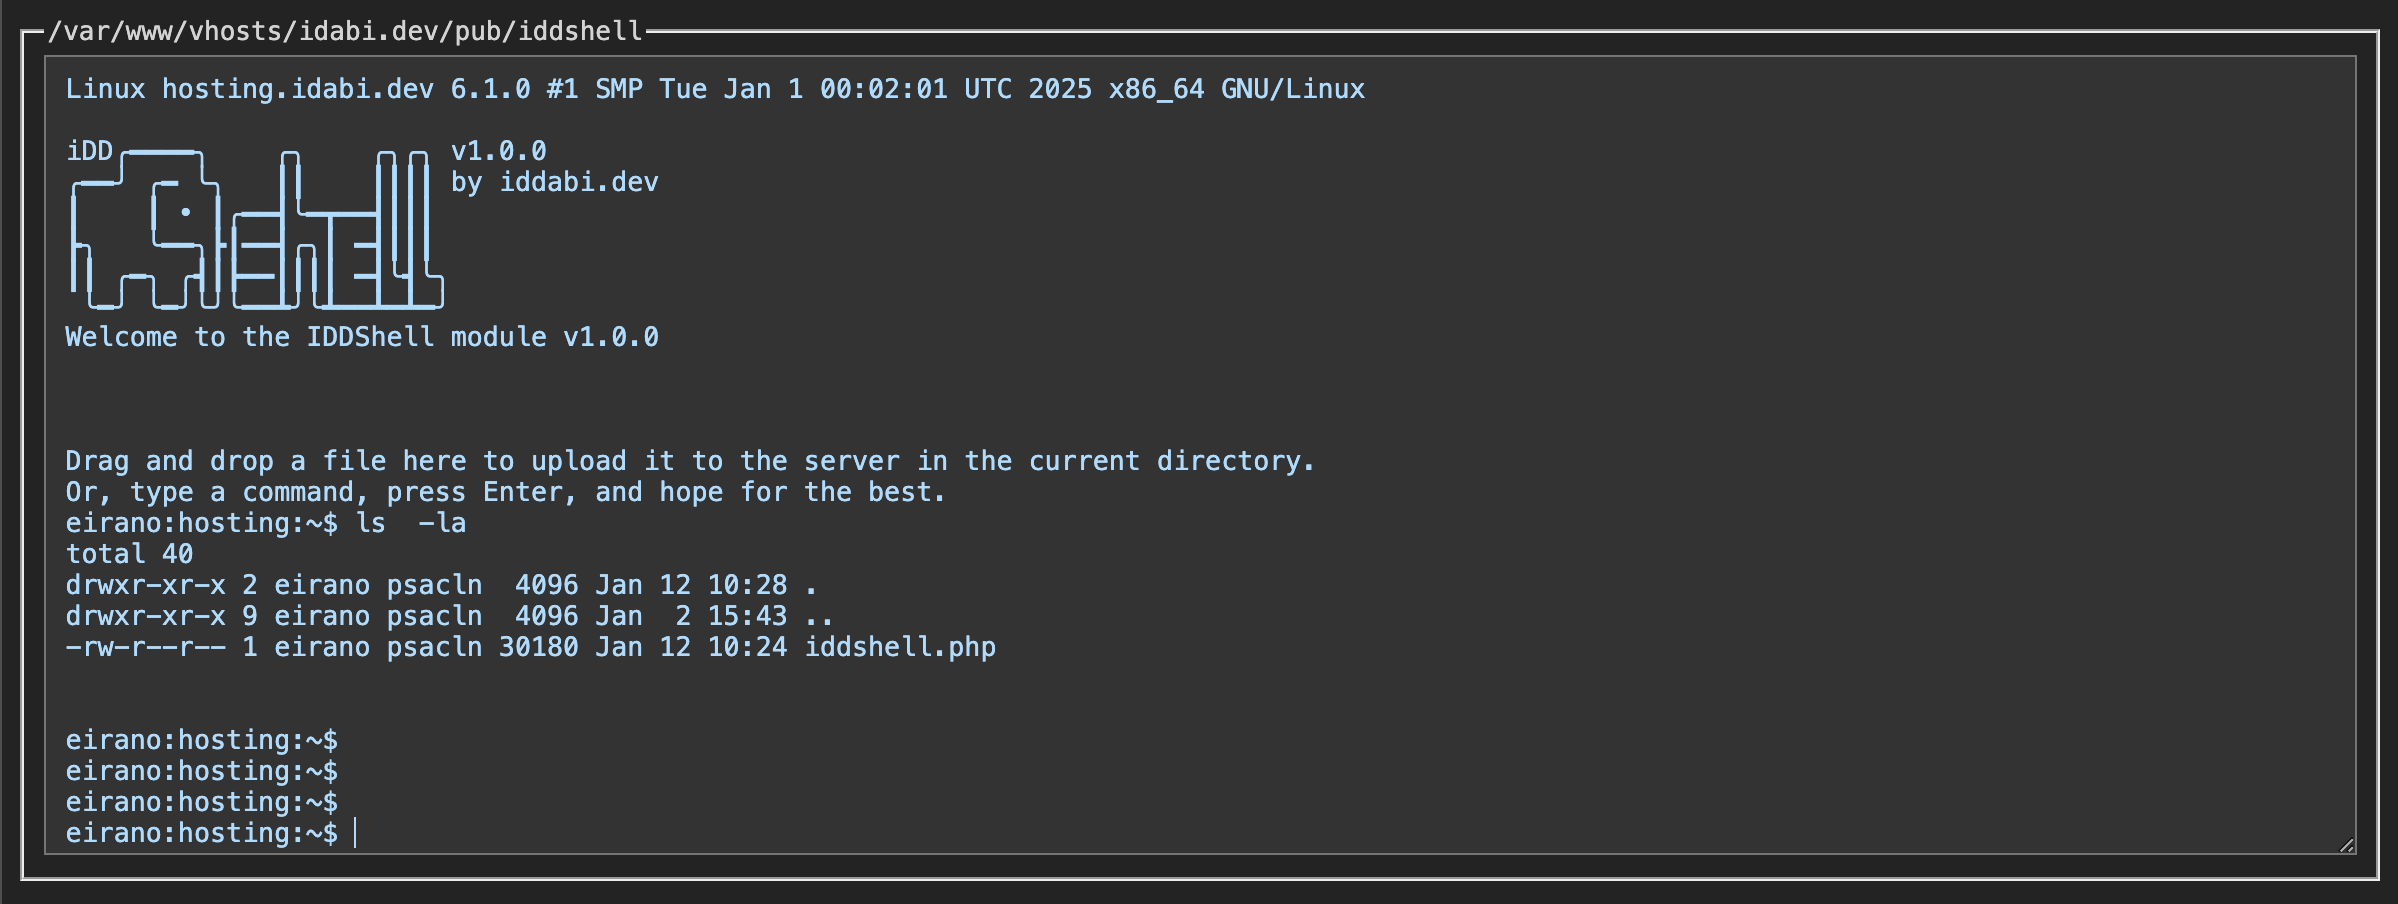 /var/www/vhosts/idabi.dev/pub/iddshell
Linux hosting.idabi.dev 6.1.0 #1 SMP Tue Jan 1 00:02:01 UTC 2025 x86_64 GNU/Linux
iDD v1.0.0
by iddabi.dev
Shell
Welcome to the IDDShell module v1.0.0
Drag and drop a file here to upload it to the server in the current directory.
Or, type a command, press Enter, and hope for the best.
eirano:hosting:~$ ls  -la
total 40
drwxr-xr-x 2 eirano psacln  4096 Jan 12 10:28 .
drwxr-xr-x 9 eirano psacln  4096 Jan  2 15:43 ..
-rw-r--r-- 1 eirano psacln 30180 Jan 12 10:24 iddshell.php
eirano:hosting:~$
eirano:hosting:~$
eirano:hosting:~$
eirano:hosting:~$